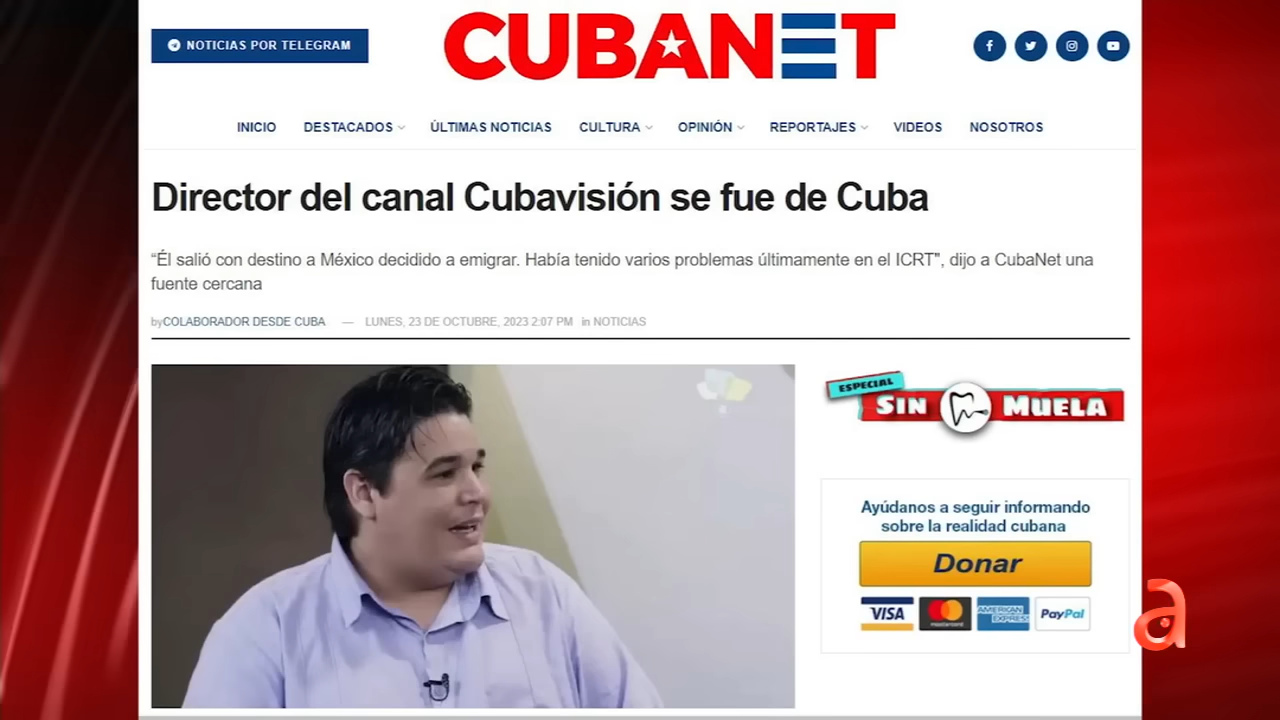 NOTICIAS POR TELEGRAM
CUBANET
INICIO DESTACADOS ÚLTIMAS NOTICIAS CULTURA OPINIÓN REPORTAJES VIDEOS NOSOTROS
Director del canal Cubavisión se fue de Cuba
“Él salió con destino a México decidido a emigrar. Había tenido varios problemas últimamente en el ICRT", dijo a CubaNet una
fuente cercana
byCOLABORADOR DESDE CUBA — LUNES, 23 DE OCTUBRE, 2023 2:07 PM in NOTICIAS
ESPECIAL
SIN MUELA
Ayúdanos a seguir informando
sobre la realidad cubana
Donar
VISA mastercard AMERICAN EXPRESS PayPal
a